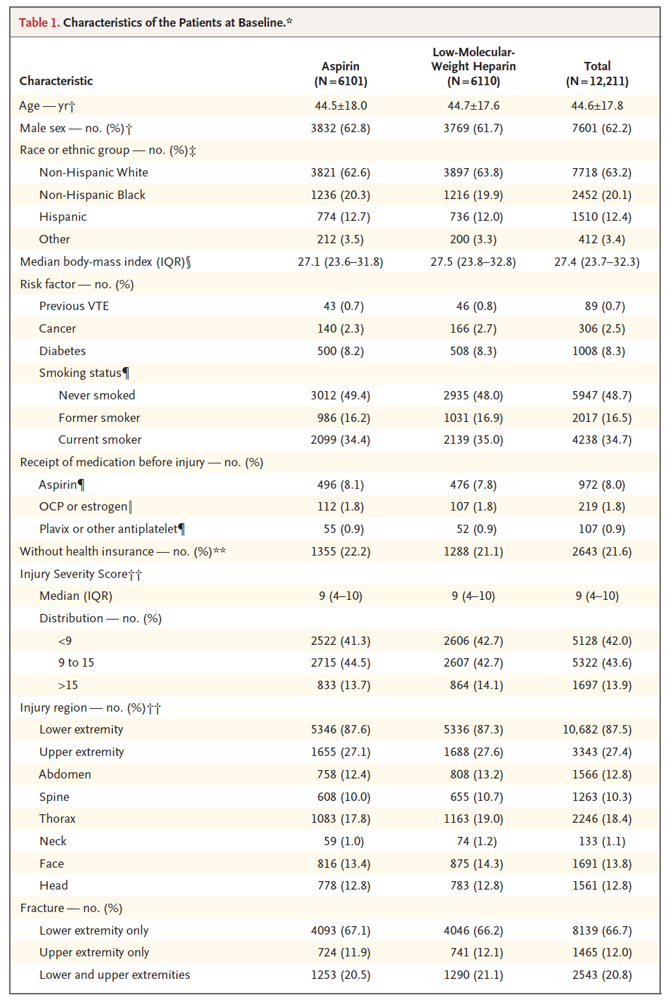 Table 1. Characteristics of the Patients at Baseline.*
Characteristic Aspirin (N=6101) Low-Molecular-Weight Heparin (N=6110) Total (N=12,211)
Age — yr† 44.5±18.0 44.7±17.6 44.6±17.8
Male sex — no. (%)† 3832 (62.8) 3769 (61.7) 7601 (62.2)
Race or ethnic group — no. (%)‡
Non-Hispanic White 3821 (62.6) 3897 (63.8) 7718 (63.2)
Non-Hispanic Black 1236 (20.3) 1216 (19.9) 2452 (20.1)
Hispanic 774 (12.7) 736 (12.0) 1510 (12.4)
Other 212 (3.5) 200 (3.3) 412 (3.4)
Median body-mass index (IQR)§ 27.1 (23.6–31.8) 27.5 (23.8–32.8) 27.4 (23.7–32.3)
Risk factor — no. (%)
Previous VTE 43 (0.7) 46 (0.8) 89 (0.7)
Cancer 140 (2.3) 166 (2.7) 306 (2.5)
Diabetes 500 (8.2) 508 (8.3) 1008 (8.3)
Smoking status¶
Never smoked 3012 (49.4) 2935 (48.0) 5947 (48.7)
Former smoker 986 (16.2) 1031 (16.9) 2017 (16.5)
Current smoker 2099 (34.4) 2139 (35.0) 4238 (34.7)
Receipt of medication before injury — no. (%)
Aspirin¶ 496 (8.1) 476 (7.8) 972 (8.0)
OCP or estrogen‖ 112 (1.8) 107 (1.8) 219 (1.8)
Plavix or other antiplatelet¶ 55 (0.9) 52 (0.9) 107 (0.9)
Without health insurance — no. (%)** 1355 (22.2) 1288 (21.1) 2643 (21.6)
Injury Severity Score††
Median (IQR) 9 (4–10) 9 (4–10) 9 (4–10)
Distribution — no. (%)
<9 2522 (41.3) 2606 (42.7) 5128 (42.0)
9 to 15 2715 (44.5) 2607 (42.7) 5322 (43.6)
>15 833 (13.7) 864 (14.1) 1697 (13.9)
Injury region — no. (%)††
Lower extremity 5346 (87.6) 5336 (87.3) 10,682 (87.5)
Upper extremity 1655 (27.1) 1688 (27.6) 3343 (27.4)
Abdomen 758 (12.4) 808 (13.2) 1566 (12.8)
Spine 608 (10.0) 655 (10.7) 1263 (10.3)
Thorax 1083 (17.8) 1163 (19.0) 2246 (18.4)
Neck 59 (1.0) 74 (1.2) 133 (1.1)
Face 816 (13.4) 875 (14.3) 1691 (13.8)
Head 778 (12.8) 783 (12.8) 1561 (12.8)
Fracture — no. (%)
Lower extremity only 4093 (67.1) 4046 (66.2) 8139 (66.7)
Upper extremity only 724 (11.9) 741 (12.1) 1465 (12.0)
Lower and upper extremities 1253 (20.5) 1290 (21.1) 2543 (20.8)